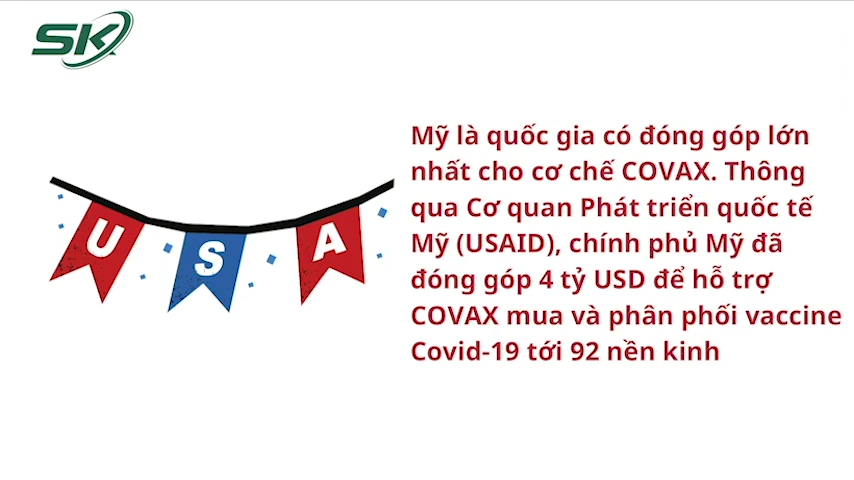 SK
Mỹ là quốc gia có đóng góp lớn
nhất cho cơ chế COVAX. Thông
qua Cơ quan Phát triển quốc tế
Mỹ (USAID), chính phủ Mỹ đã
đóng góp 4 tỷ USD để hỗ trợ
COVAX mua và phân phối vaccine
Covid-19 tới 92 nền kinh
USA